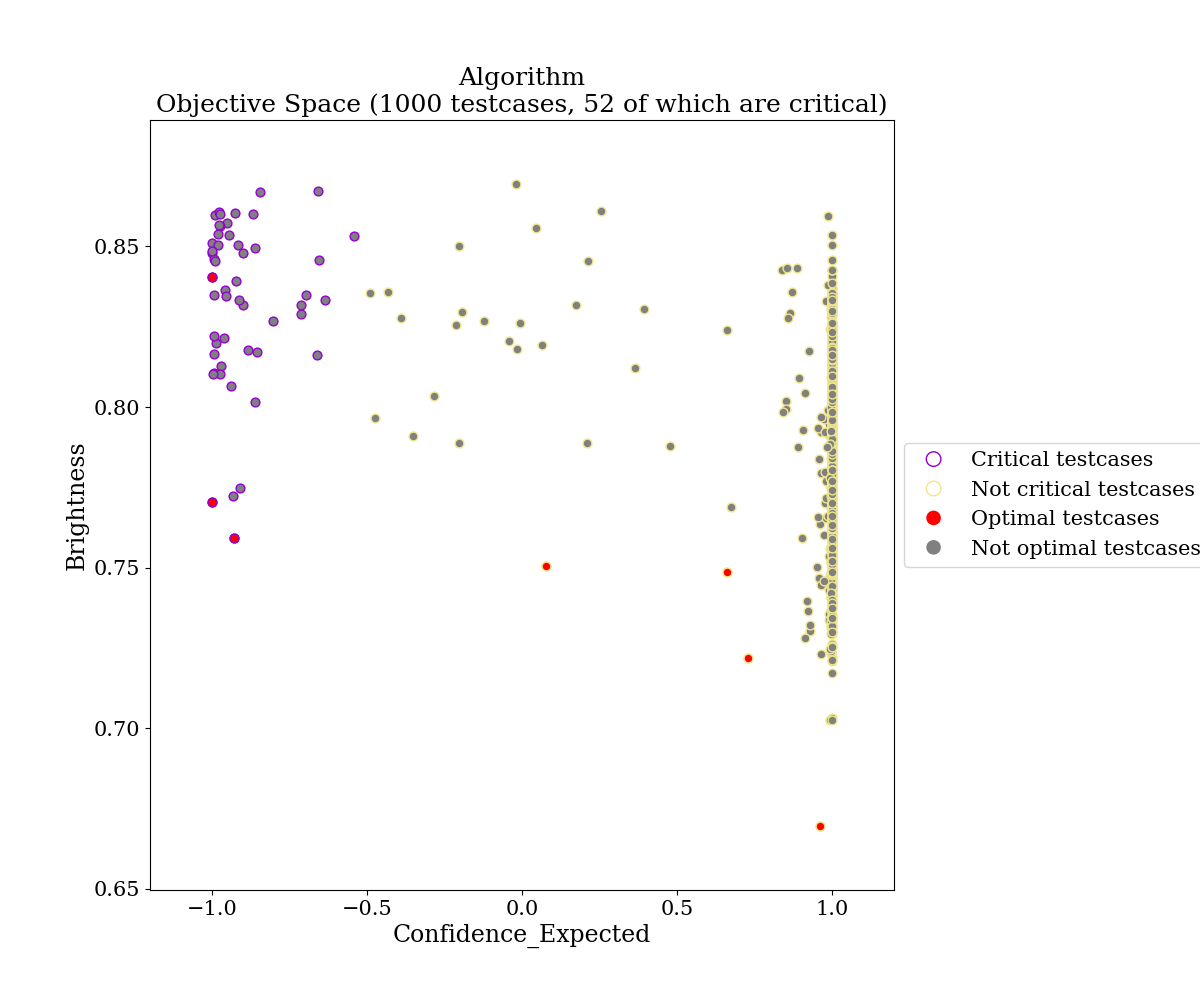 Algorithm
Objective Space (1000 testcases, 52 of which are critical)
Brightness
0.85
0.80
0.75
0.70
0.65
−1.0
−0.5
0.0
0.5
1.0
Confidence_Expected
Critical testcases
Not critical testcases
Optimal testcases
Not optimal testcases